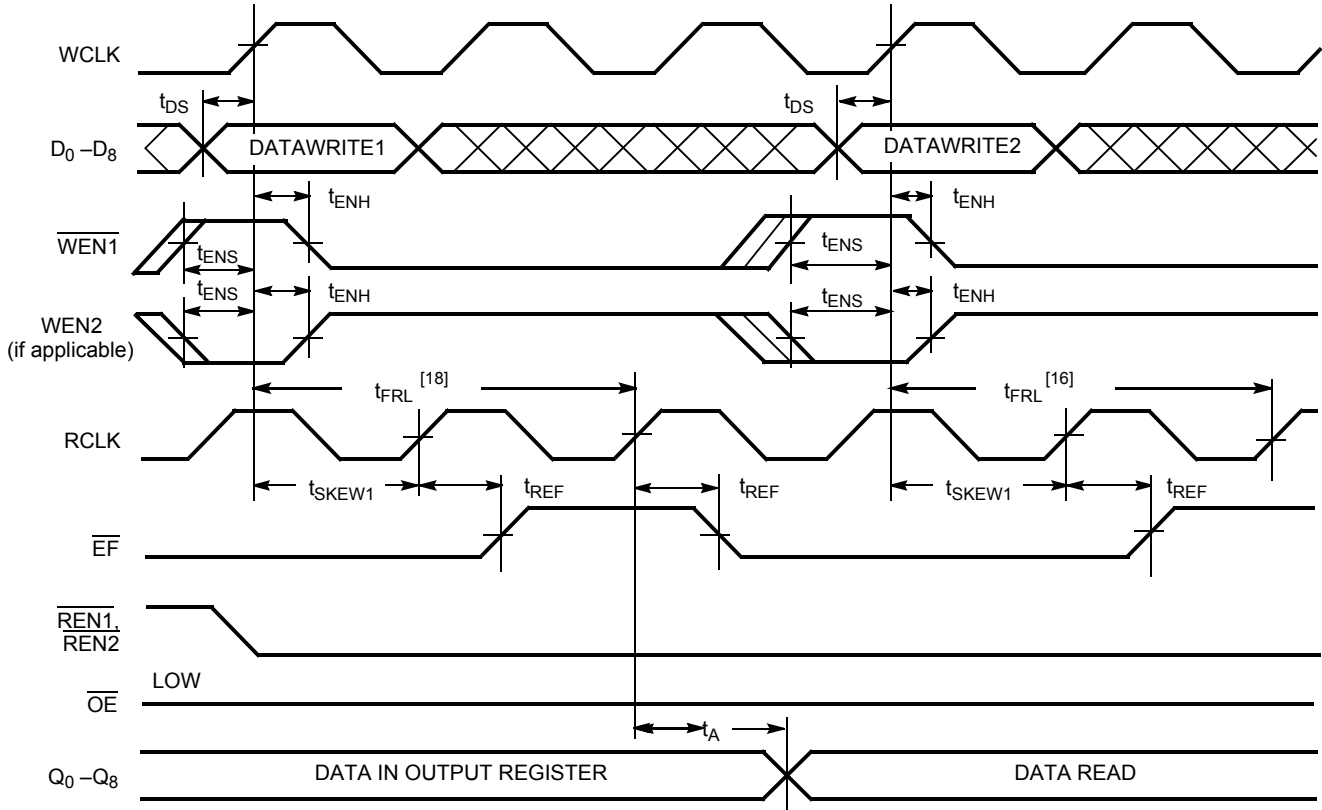 WCLK
tDS tDS
D0 –D8 DATAWRITE1 DATAWRITE2
tENH tENH
WEN1
tENS tENS
tENS tENH tENS tENH
WEN2
(if applicable)
tFRL [18] tFRL [16]
RCLK
tSKEW1 tREF tREF tSKEW1 tREF
EF
REN1,
REN2
LOW
OE
tA
Q0 –Q8 DATA IN OUTPUT REGISTER DATA READ